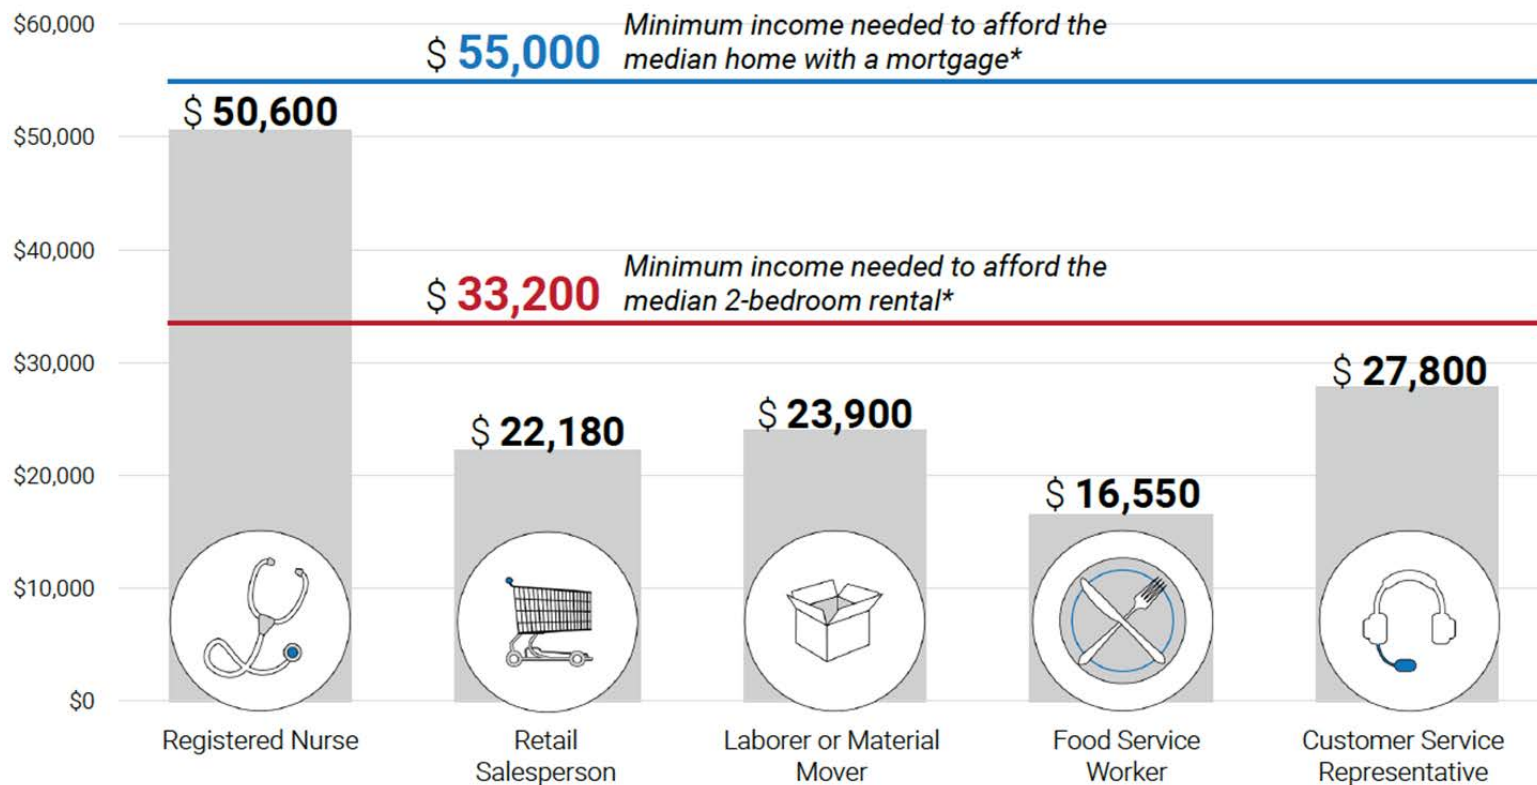 $60,000
$50,000
$40,000
$30,000
$20,000
$10,000
$0
$ 55,000
Minimum income needed to afford the
median home with a mortgage*
$ 33,200
Minimum income needed to afford the
median 2-bedroom rental*
$ 50,600
$ 22,180
$ 23,900
$ 16,550
$ 27,800
Registered Nurse
Retail
Salesperson
Laborer or Material
Mover
Food Service
Worker
Customer Service
Representative